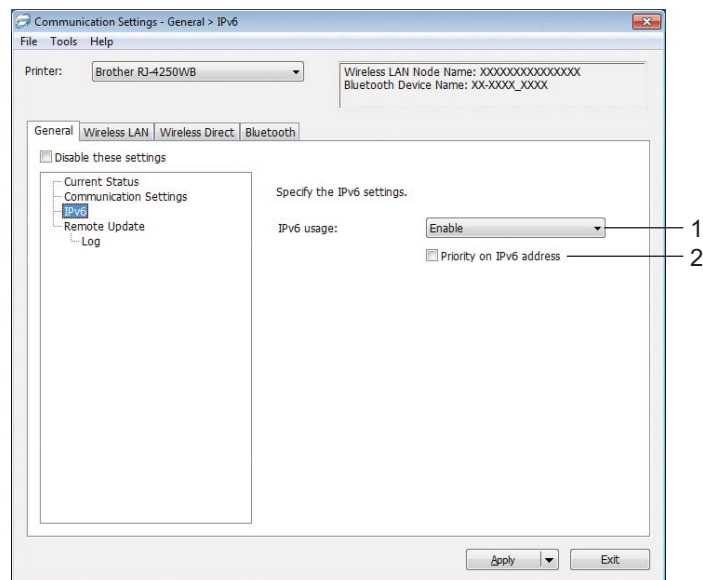 Communication Settings - General > IPv6
File Tools Help
Printer: Brother RJ-4250WB
Wireless LAN Node Name: XXXXXXXXXXXXXXX
Bluetooth Device Name: XX-XXXX_XXXX
General Wireless LAN Wireless Direct Bluetooth
Disable these settings
Current Status
Communication Settings
IPv6
Remote Update
Log
Specify the IPv6 settings.
IPv6 usage: Enable 1
Priority on IPv6 address 2
Apply Exit